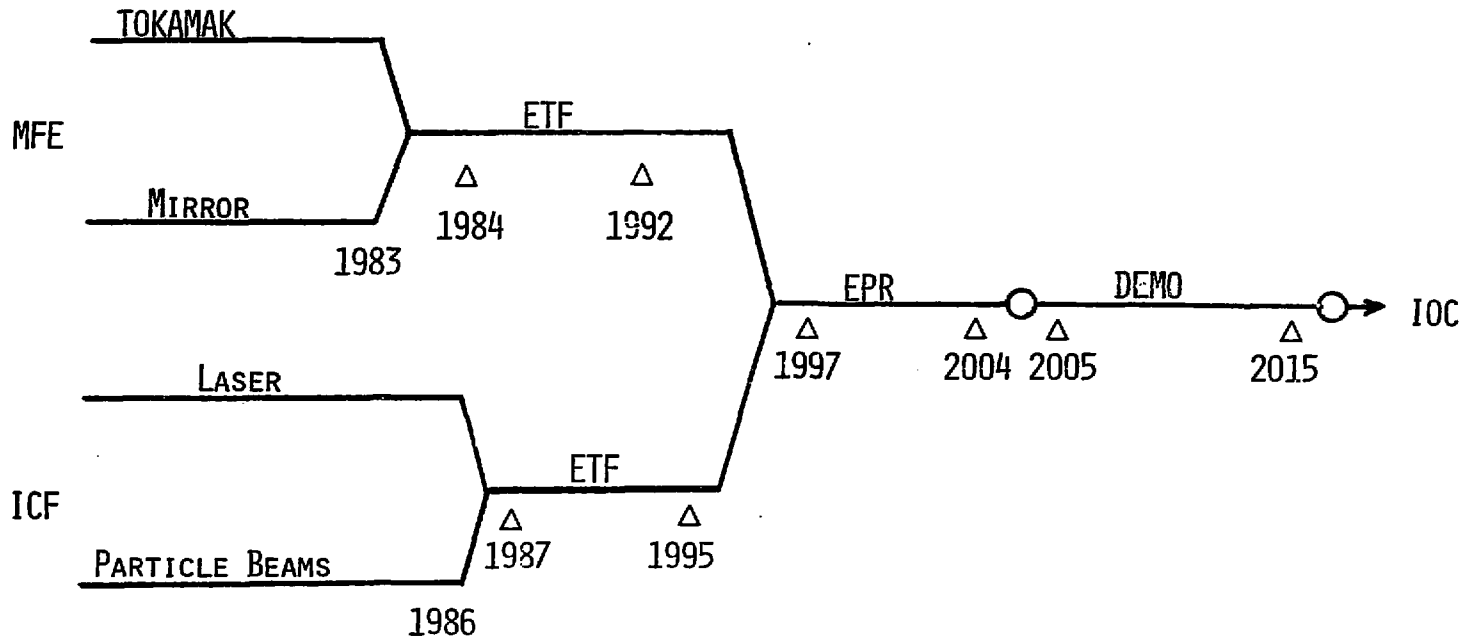 TOKAMAK
MFE
ETF
MIRROR
1983
1984
1992
EPR
DEMO
IOC
1997
2004
2005
2015
LASER
ICF
ETF
1987
1995
PARTICLE BEAMS
1986